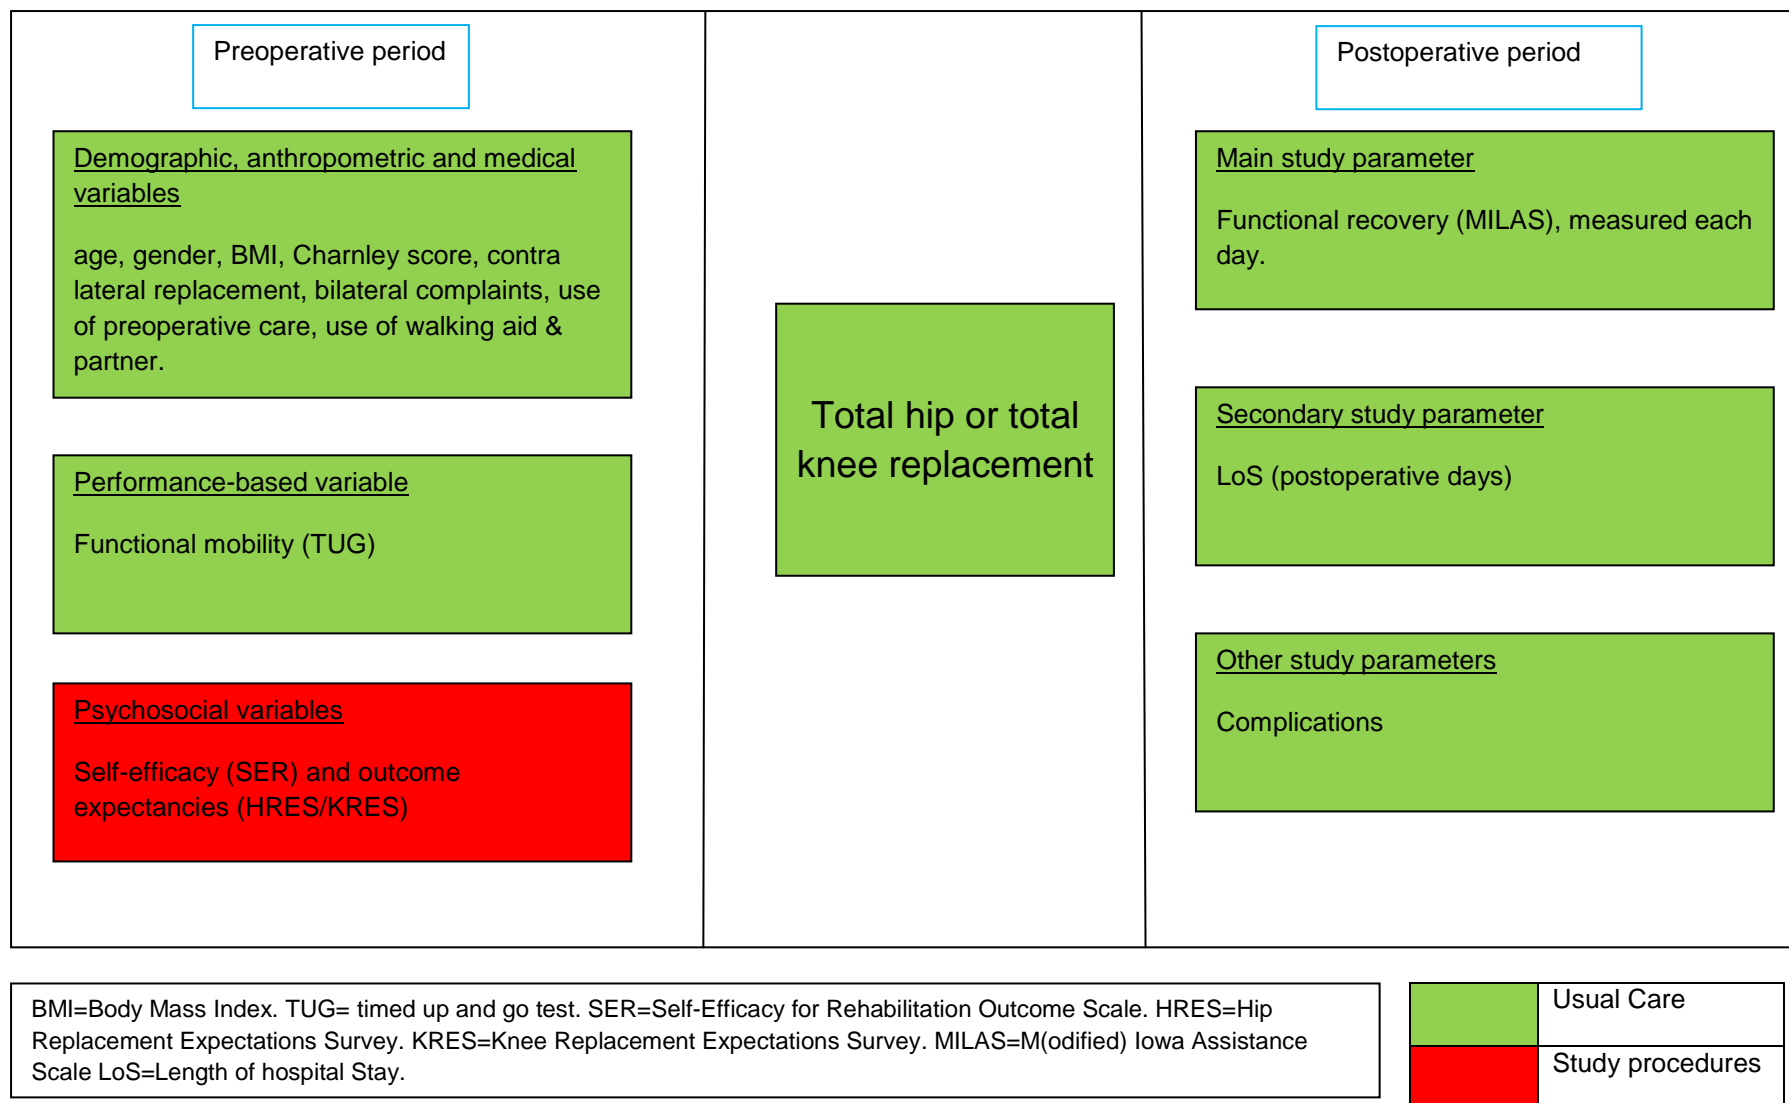 Preoperative period
Demographic, anthropometric and medical
variables
age, gender, BMI, Charnley score, contra
lateral replacement, bilateral complaints, use
of preoperative care, use of walking aid &
partner.
Performance-based variable
Functional mobility (TUG)
Psychosocial variables
Self-efficacy (SER) and outcome
expectancies (HRES/KRES)
Total hip or total
knee replacement
Postoperative period
Main study parameter
Functional recovery (MILAS), measured each
day.
Secondary study parameter
LoS (postoperative days)
Other study parameters
Complications
BMI=Body Mass Index. TUG= timed up and go test. SER=Self-Efficacy for Rehabilitation Outcome Scale. HRES=Hip
Replacement Expectations Survey. KRES=Knee Replacement Expectations Survey. MILAS=M(odified) Iowa Assistance
Scale LoS=Length of hospital Stay.
Usual Care
Study procedures